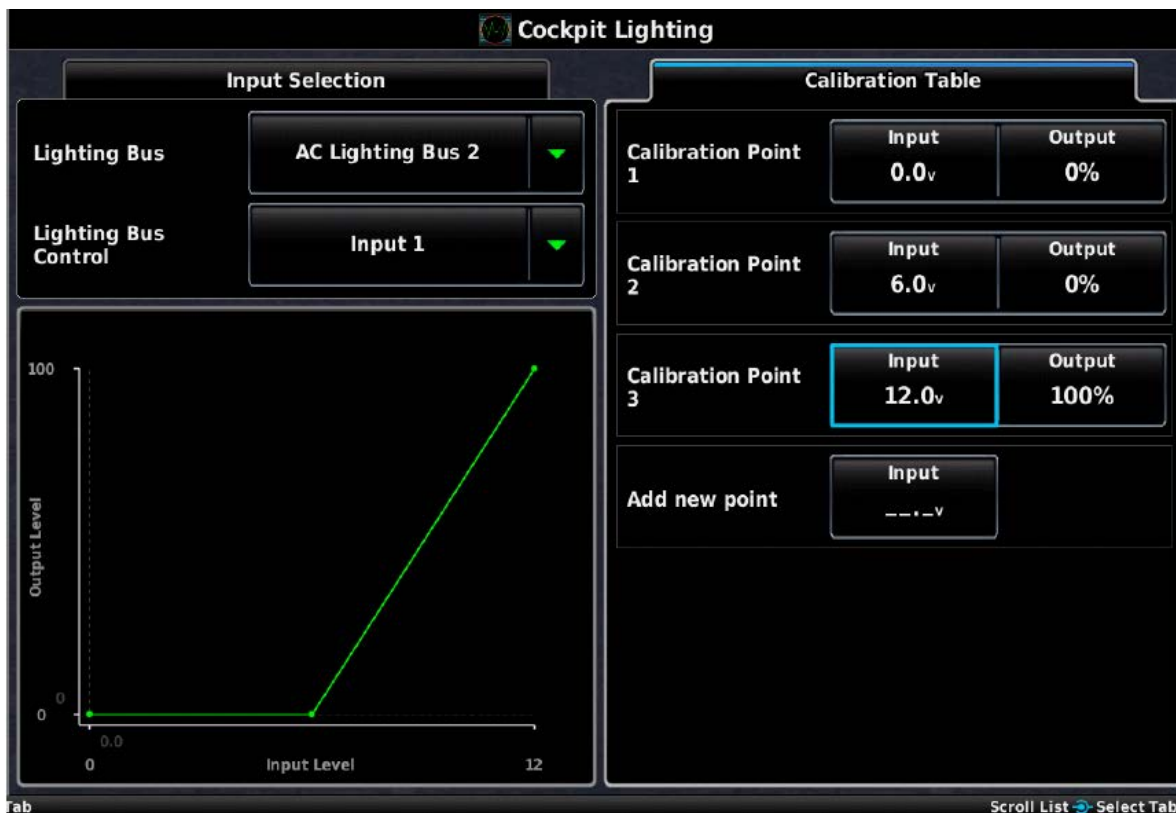 Cockpit Lighting
Input Selection
Lighting Bus
AC Lighting Bus 2
Lighting Bus
Control
Input 1
100
Output Level
0
0
0.0
0
Input Level
12
Calibration Table
Calibration Point
1
Input
0.0v
Output
0%
Calibration Point
2
Input
6.0v
Output
0%
Calibration Point
3
Input
12.0v
Output
100%
Add new point
Input
__._v
Tab
Scroll List Select Tab